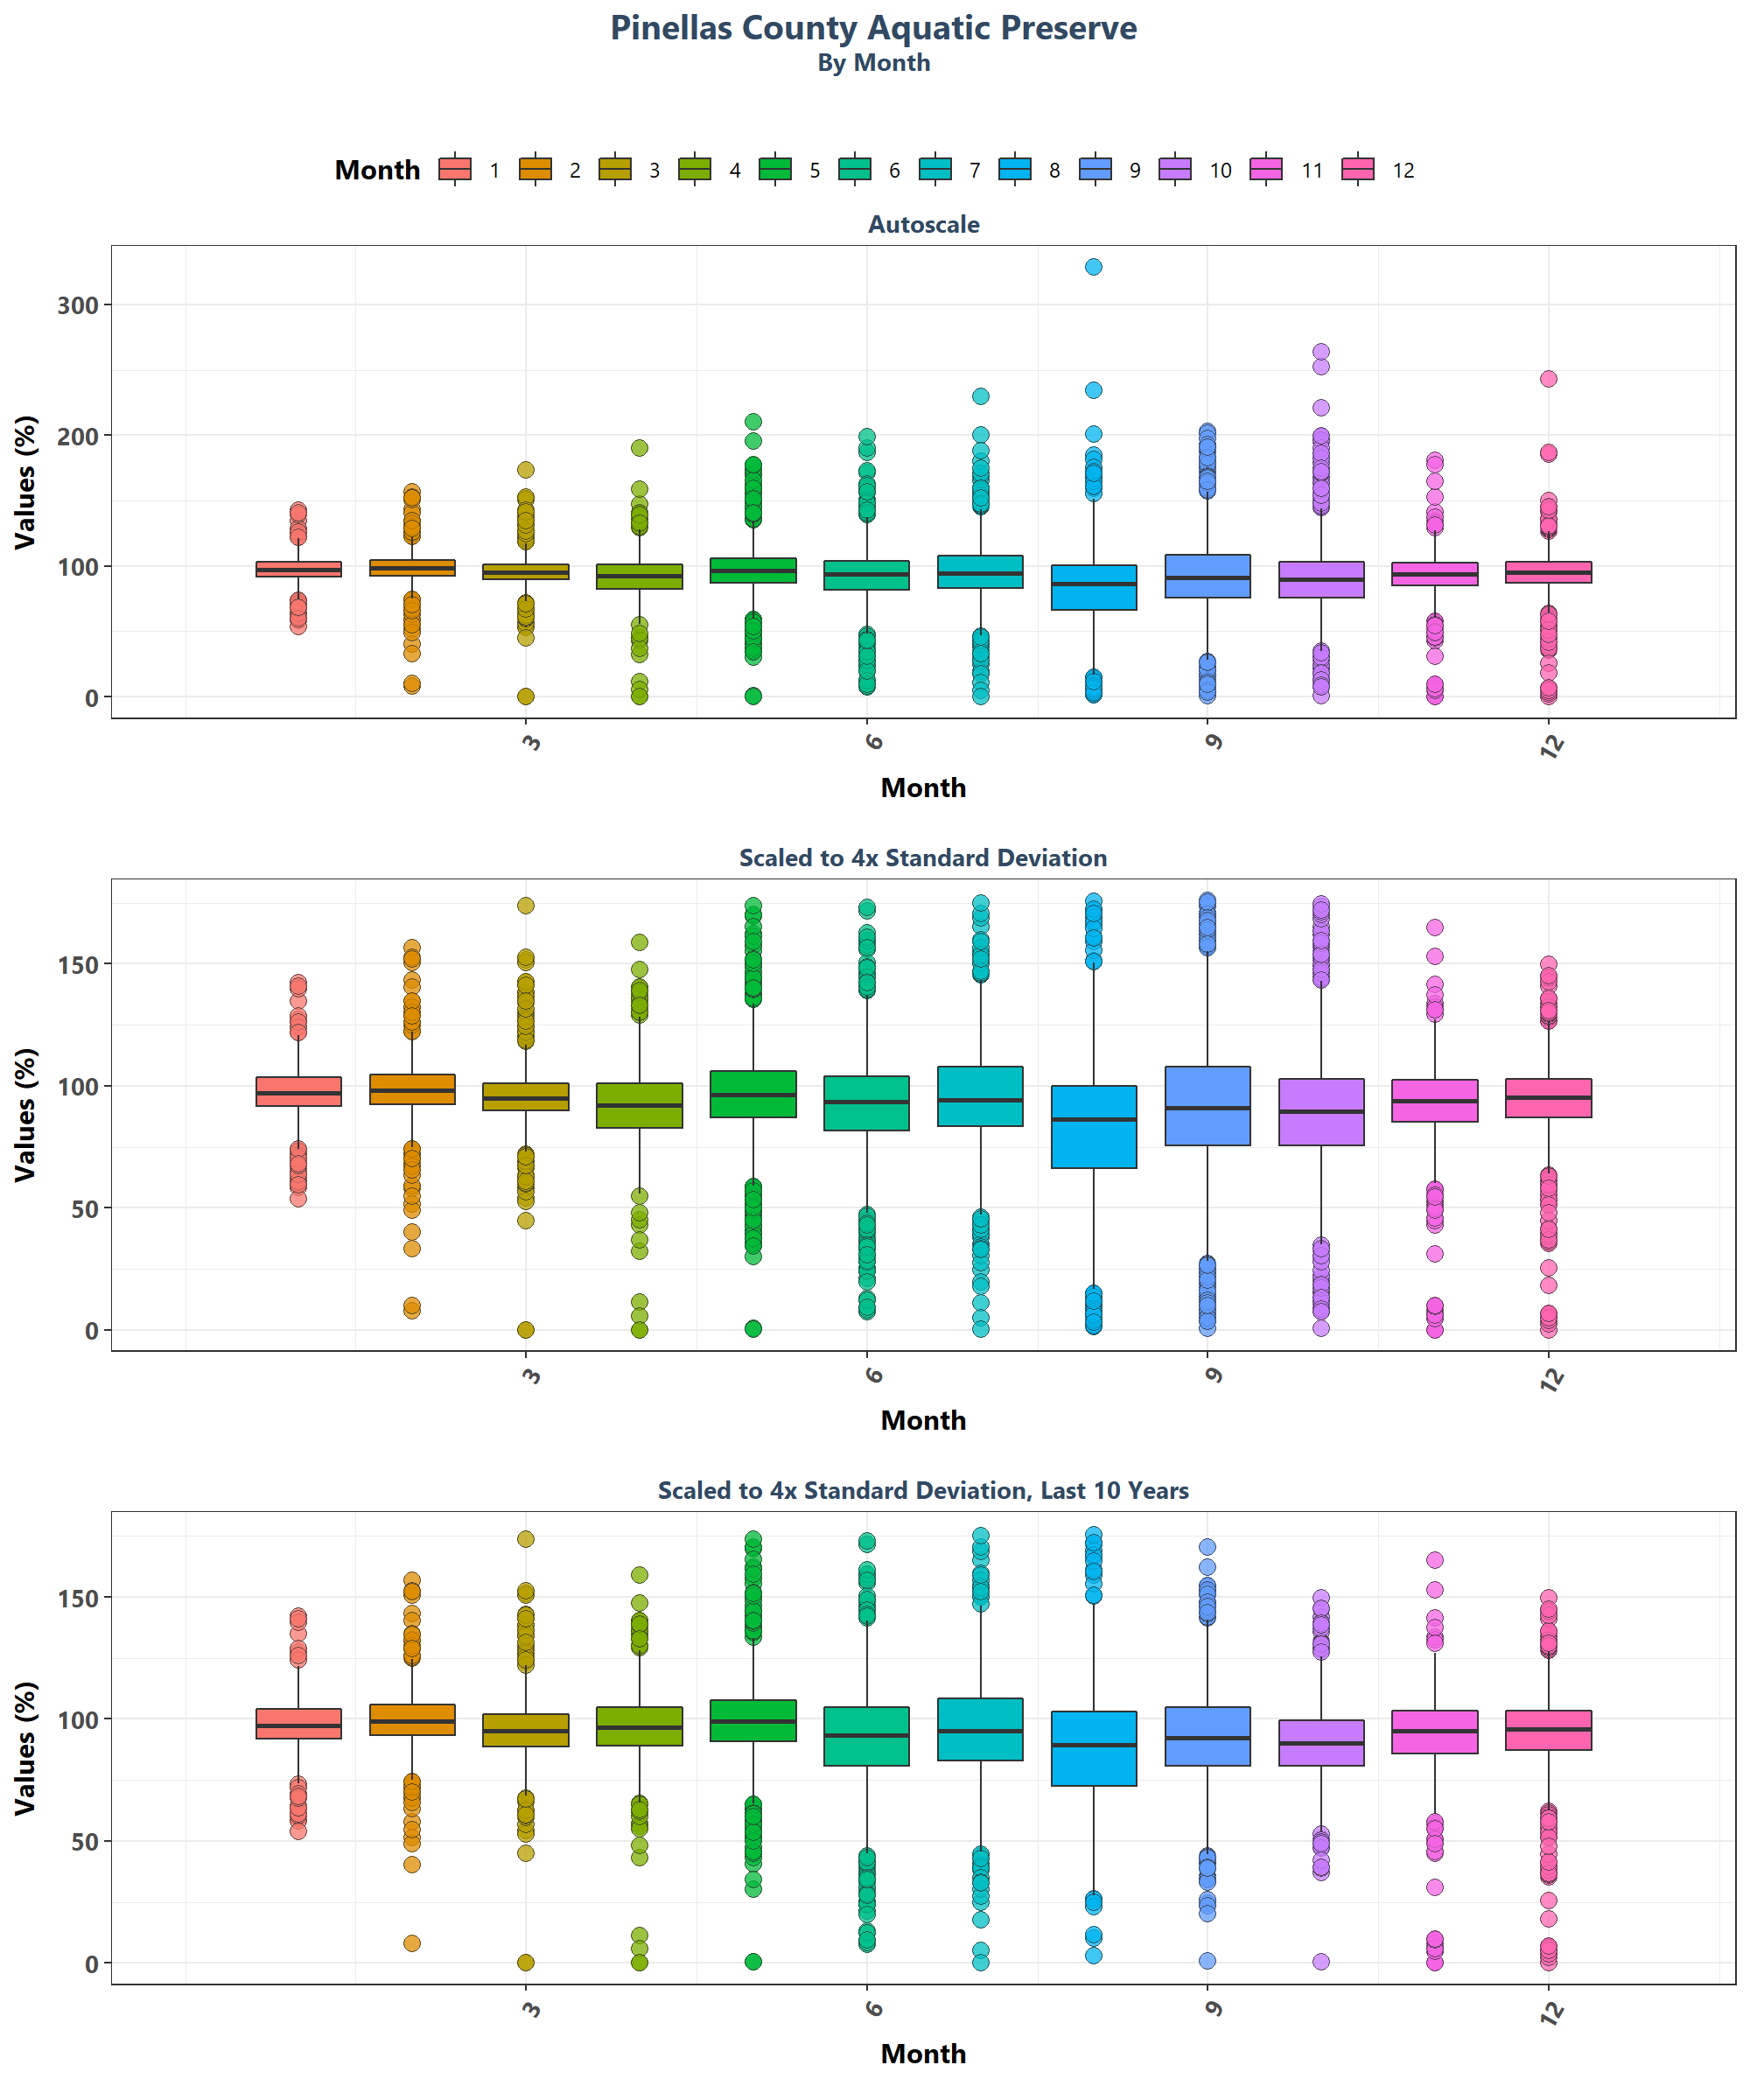 Pinellas County Aquatic Preserve
By Month
Month 1 2 3 4 5 6 7 8 9 10 11 12
Autoscale
Values (%)
300
200
100
0
3 6 9 12
Month
Scaled to 4x Standard Deviation
Values (%)
150
100
50
0
3 6 9 12
Month
Scaled to 4x Standard Deviation, Last 10 Years
Values (%)
150
100
50
0
3 6 9 12
Month